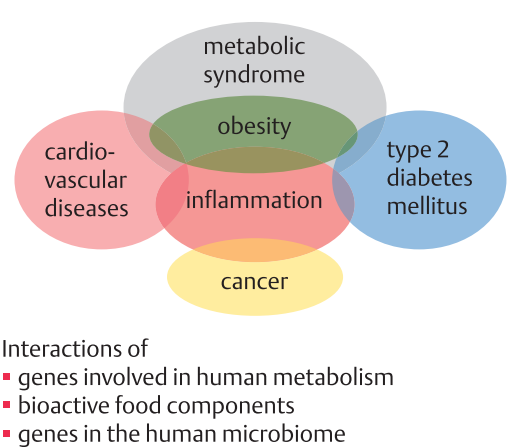 metabolic
syndrome
obesity
cardio-
vascular
diseases
type 2
diabetes
mellitus
inflammation
cancer
Interactions of
genes involved in human metabolism
bioactive food components
genes in the human microbiome